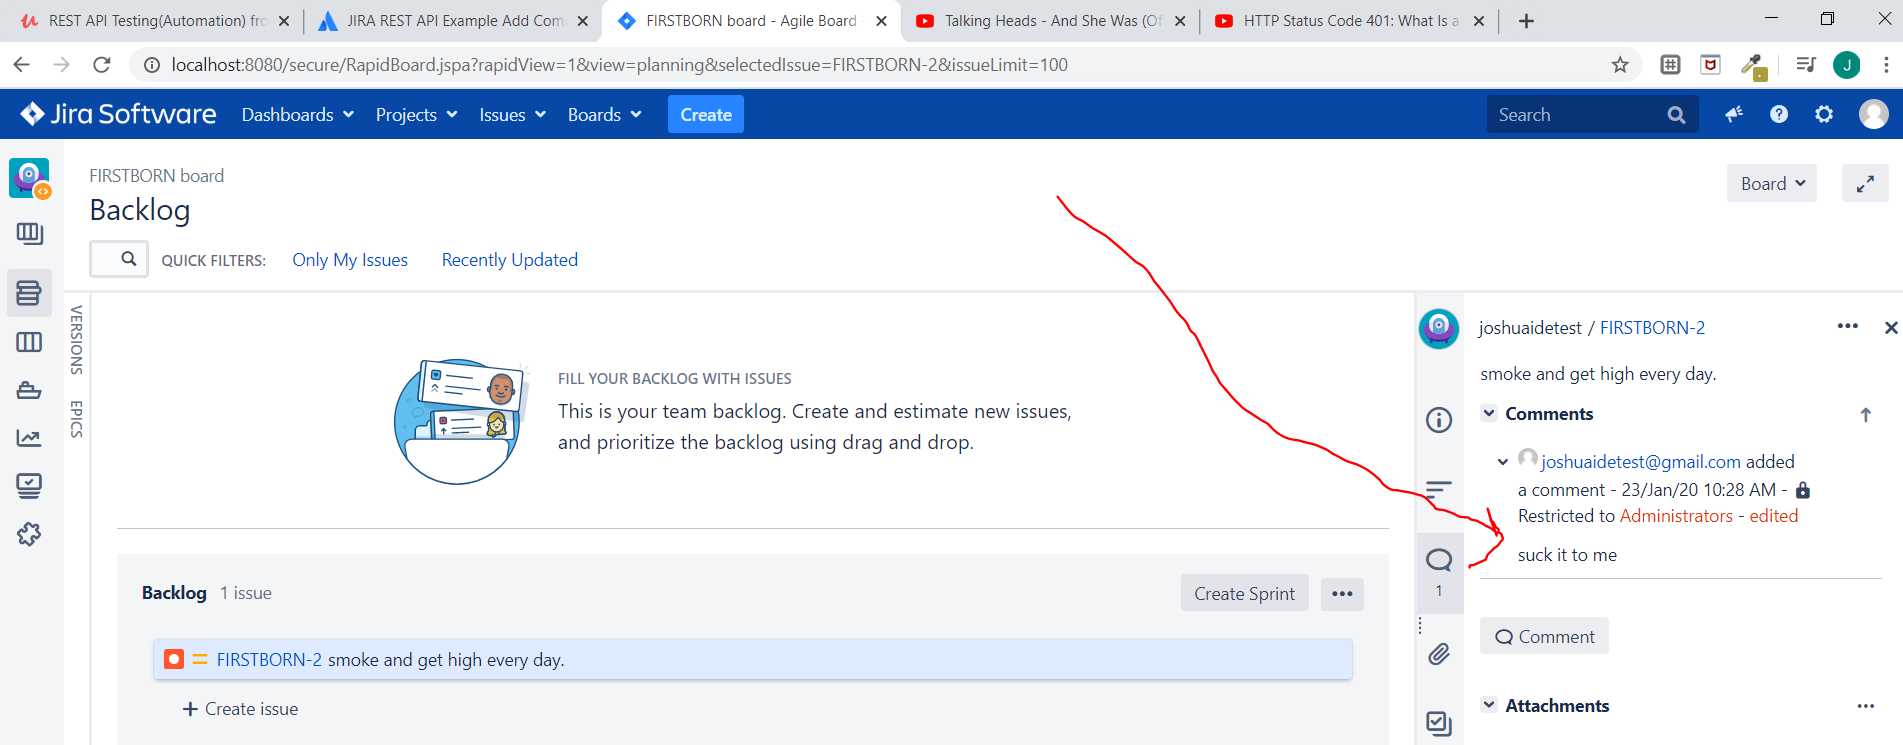 REST API Testing(Automation) fro
JIRA REST API Example Add Com
FIRSTBORN board - Agile Board -
Talking Heads - And She Was (Of
HTTP Status Code 401: What Is a
localhost:8080/secure/RapidBoard.jspa?rapidView=1&view=planning&selectedIssue=FIRSTBORN-2&issueLimit=100
J
Jira Software
Dashboards
Projects
Issues
Boards
Create
Search
FIRSTBORN board
Backlog
Board
QUICK FILTERS:
Only My Issues
Recently Updated
VERSIONS
EPICS
FILL YOUR BACKLOG WITH ISSUES
This is your team backlog. Create and estimate new issues,
and prioritize the backlog using drag and drop.
Backlog 1 issue
Create Sprint
FIRSTBORN-2 smoke and get high every day.
+ Create issue
1
joshuaidetest / FIRSTBORN-2
smoke and get high every day.
Comments
joshuaidetest@gmail.com added
a comment - 23/Jan/20 10:28 AM -
Restricted to Administrators - edited
suck it to me
Comment
Attachments